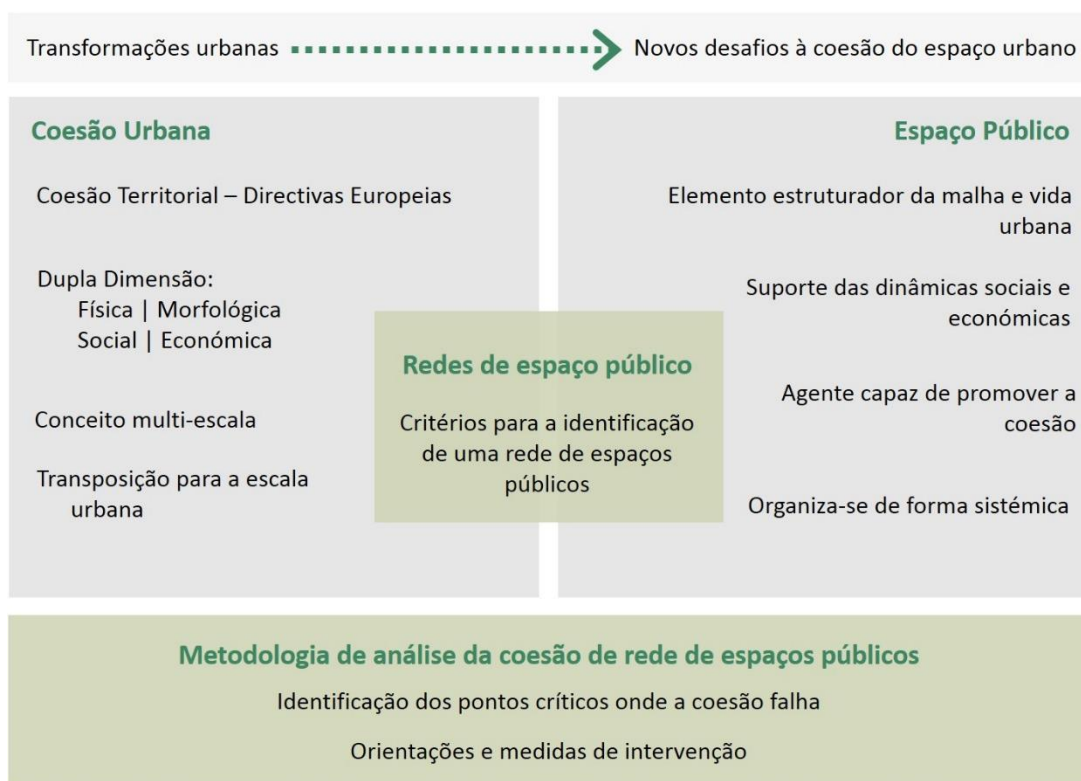 Transformações urbanas
Novos desafios à coesão do espaço urbano
Coesão Urbana
Coesão Territorial – Directivas Europeias
Dupla Dimensão:
Física | Morfológica
Social | Económica
Conceito multi-escala
Transposição para a escala
urbana
Redes de espaço público
Critérios para a identificação
de uma rede de espaços
públicos
Espaço Público
Elemento estruturador da malha e vida
urbana
Suporte das dinâmicas sociais e
económicas
Agente capaz de promover a
coesão
Organiza-se de forma sistémica
Metodologia de análise da coesão de rede de espaços públicos
Identificação dos pontos críticos onde a coesão falha
Orientações e medidas de intervenção